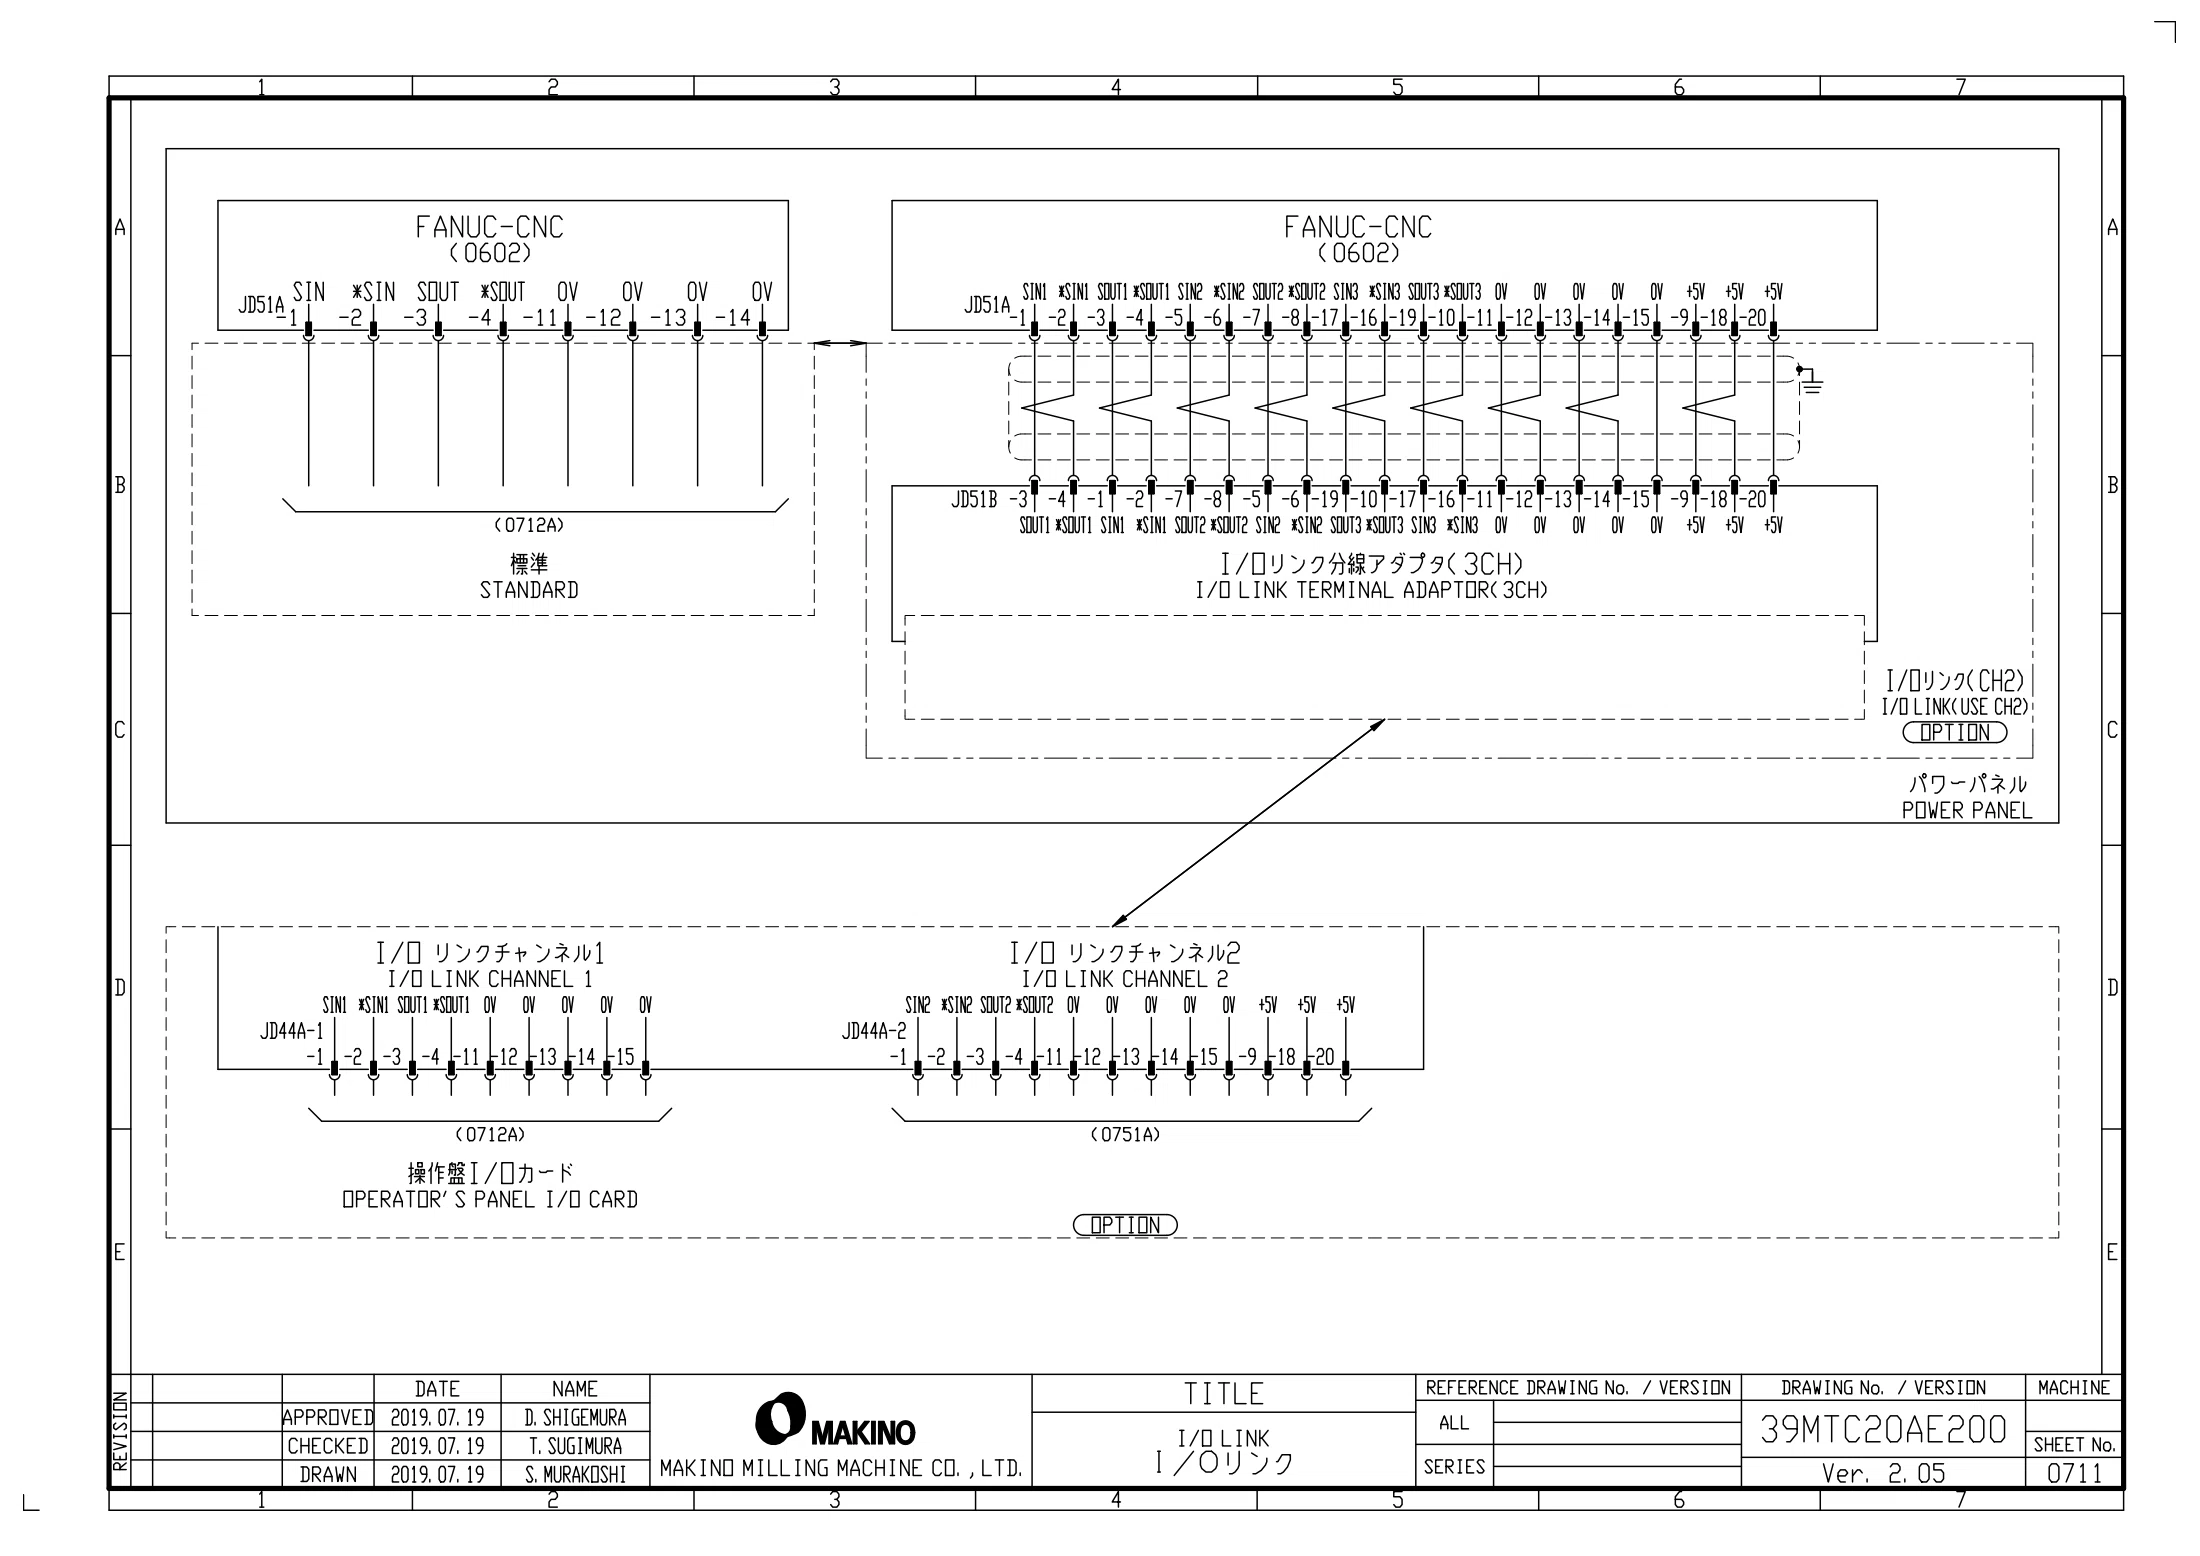 1 2 3 4 5 6 7
A A
FANUC-CNC
(0602)
JD51A
SIN *SIN SOUT *SOUT 0V 0V 0V 0V
-1 -2 -3 -4 -11 -12 -13 -14
(0712A)
標準
STANDARD
FANUC-CNC
(0602)
JD51A
SIN1 *SIN1 SOUT1 *SOUT1 SIN2 *SIN2 SOUT2 *SOUT2 SIN3 *SIN3 SOUT3 *SOUT3 0V 0V 0V 0V 0V +5V +5V +5V
-1 -2 -3 -4 -5 -6 -7 -8 -17 -16 -19 -10 -11 -12 -13 -14 -15 -9 -18 -20
B B
JD51B -3 -4 -1 -2 -7 -8 -5 -6 -19 -10 -17 -16 -11 -12 -13 -14 -15 -9 -18 -20
SOUT1 *SOUT1 SIN1 *SIN1 SOUT2 *SOUT2 SIN2 *SIN2 SOUT3 *SOUT3 SIN3 *SIN3 0V 0V 0V 0V 0V +5V +5V +5V
I/Oリンク分線アダプタ(3CH)
I/O LINK TERMINAL ADAPTOR(3CH)
C C
I/Oリンク(CH2)
I/O LINK(USE CH2)
OPTION
パワーパネル
POWER PANEL
D D
I/O リンクチャンネル1
I/O LINK CHANNEL 1
SIN1 *SIN1 SOUT1 *SOUT1 0V 0V 0V 0V 0V
JD44A-1
-1 -2 -3 -4 -11 -12 -13 -14 -15
(0712A)
操作盤I/Oカード
OPERATOR'S PANEL I/O CARD
I/O リンクチャンネル2
I/O LINK CHANNEL 2
SIN2 *SIN2 SOUT2 *SOUT2 0V 0V 0V 0V 0V +5V +5V +5V
JD44A-2
-1 -2 -3 -4 -11 -12 -13 -14 -15 -9 -18 -20
(0751A)
OPTION
E E
REVISION
DATE NAME
APPROVED 2019.07.19 D. SHIGEMURA
CHECKED 2019.07.19 T. SUGIMURA
DRAWN 2019.07.19 S. MURAKOSHI
MAKINO
MAKINO MILLING MACHINE CO.,LTD.
TITLE
I/O LINK
I/Oリンク
REFERENCE DRAWING No. / VERSION
ALL
SERIES
DRAWING No. / VERSION
39MTC20AE200
Ver. 2.05
MACHINE
SHEET No.
0711
1 2 3 4 5 6 7